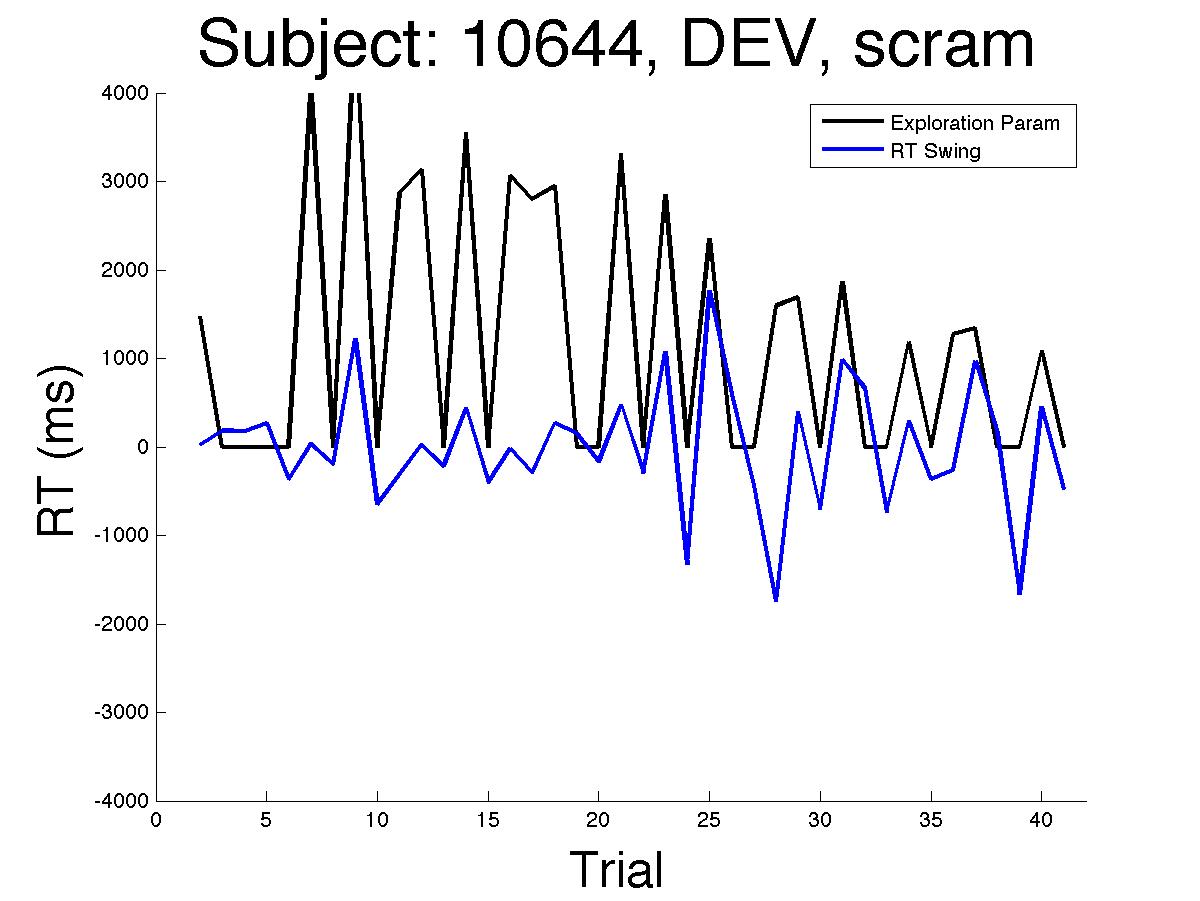 Subject: 10644, DEV, scram
Exploration Param
RT Swing
4000
3000
2000
1000
0
-1000
-2000
-3000
-4000
RT (ms)
0 5 10 15 20 25 30 35 40
Trial